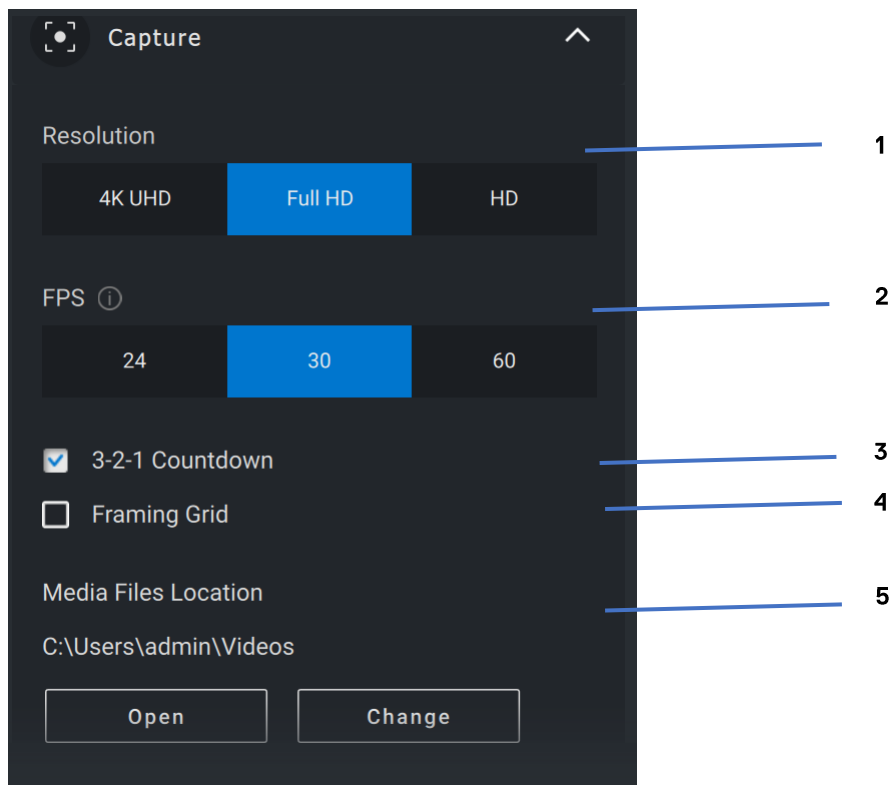 Capture
Resolution
1
4K UHD Full HD HD
FPS
2
24 30 60
3-2-1 Countdown
3
Framing Grid
4
Media Files Location
5
C:\Users\admin\Videos
Open Change